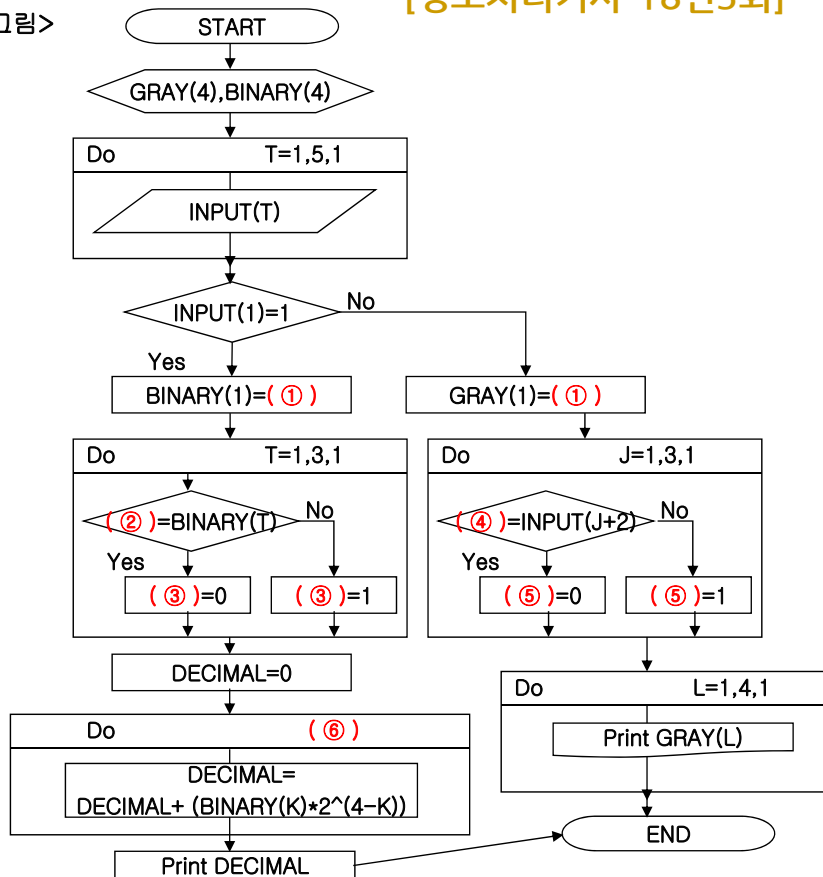 그림>
START
GRAY(4),BINARY(4)
Do T=1,5,1
INPUT(T)
INPUT(1)=1
No
Yes
BINARY(1)=( ① )
GRAY(1)=( ① )
Do T=1,3,1
( ② )=BINARY(T)
No
Yes
( ③ )=0
( ③ )=1
Do J=1,3,1
( ④ )=INPUT(J+2)
No
Yes
( ⑤ )=0
( ⑤ )=1
DECIMAL=0
Do ( ⑥ )
DECIMAL=
DECIMAL+ (BINARY(K)*2^(4-K))
Print DECIMAL
Do L=1,4,1
Print GRAY(L)
END